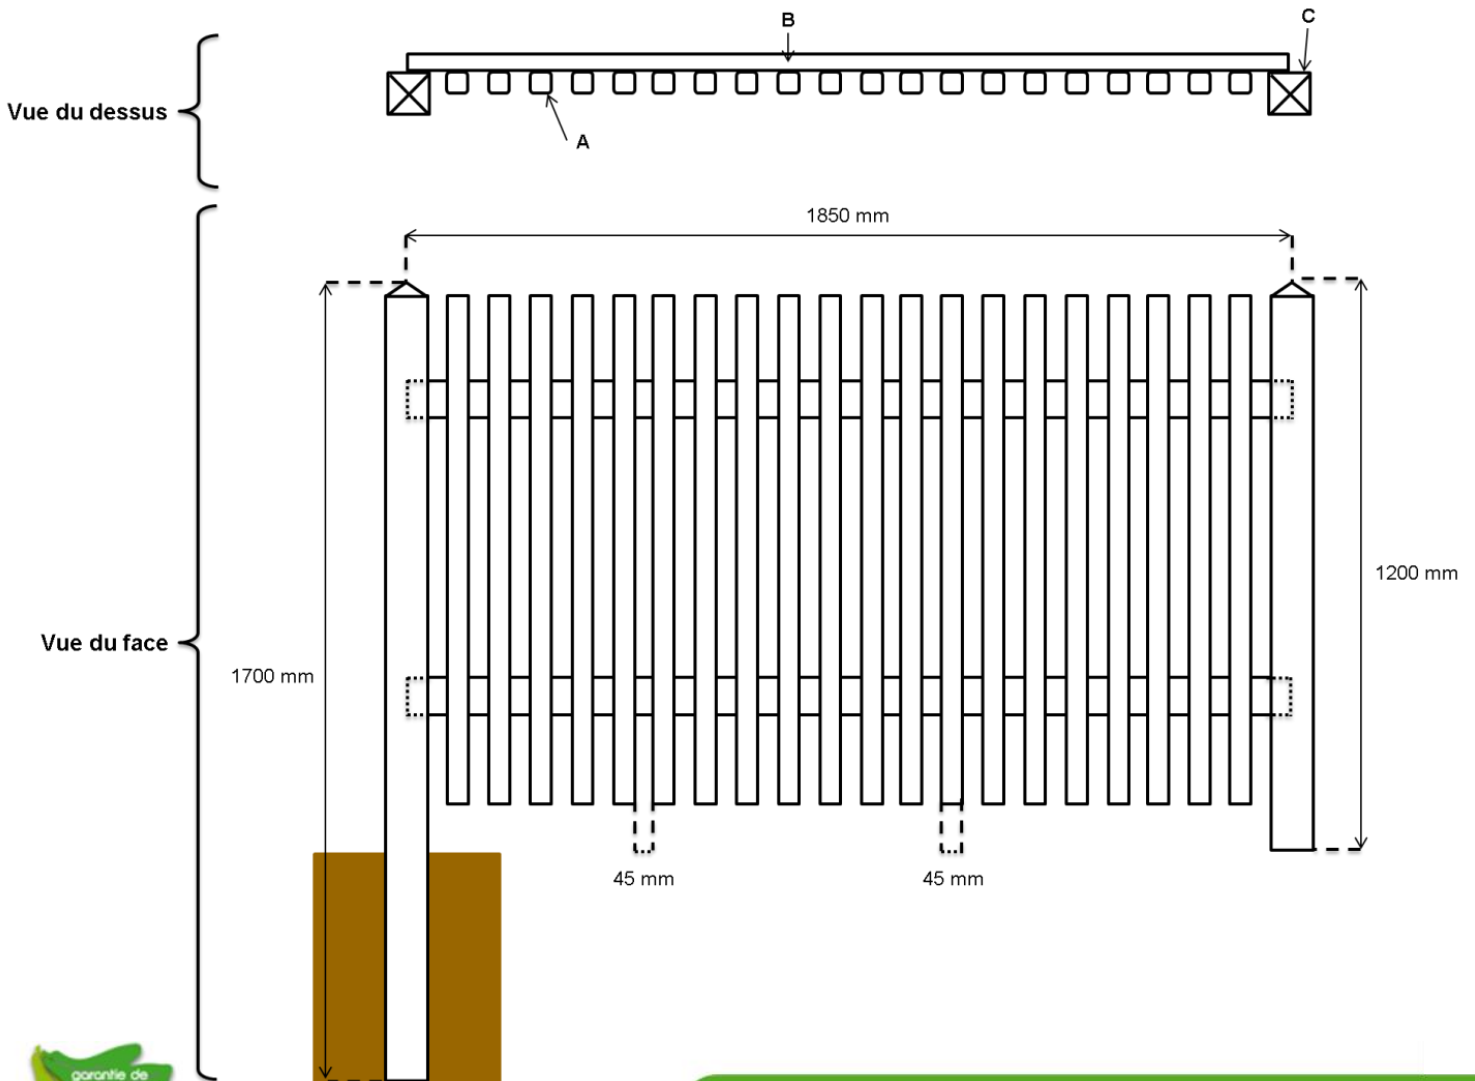 B
C
Vue du dessus
A
1850 mm
1200 mm
Vue du face
1700 mm
45 mm
45 mm
garantie de